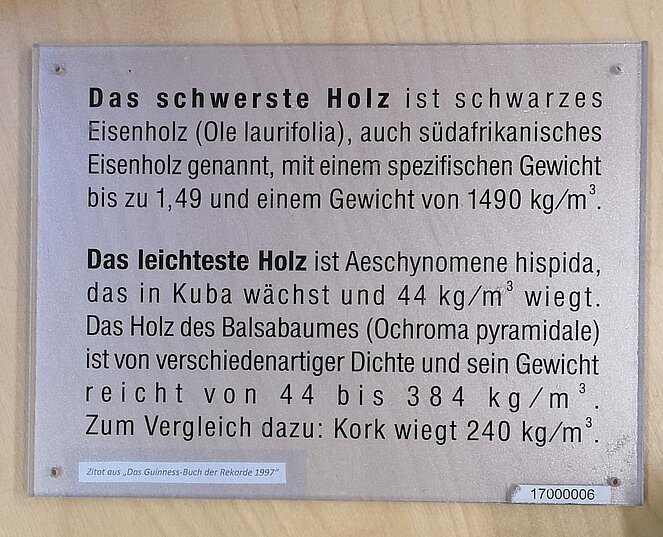 Das schwerste Holz ist schwarzes
Eisenholz (Ole laurifolia), auch südafrikanisches
Eisenholz genannt, mit einem spezifischen Gewicht
bis zu 1,49 und einem Gewicht von 1490 kg/m³.
Das leichteste Holz ist Aeschynomene hispida,
das in Kuba wächst und 44 kg/m³ wiegt.
Das Holz des Balsabaumes (Ochroma pyramidale)
ist von verschiedenartiger Dichte und sein Gewicht
reicht von 44 bis 384 kg/m³.
Zum Vergleich dazu: Kork wiegt 240 kg/m³.
Zitat aus „Das Guinness-Buch der Rekorde 1997"
17000006